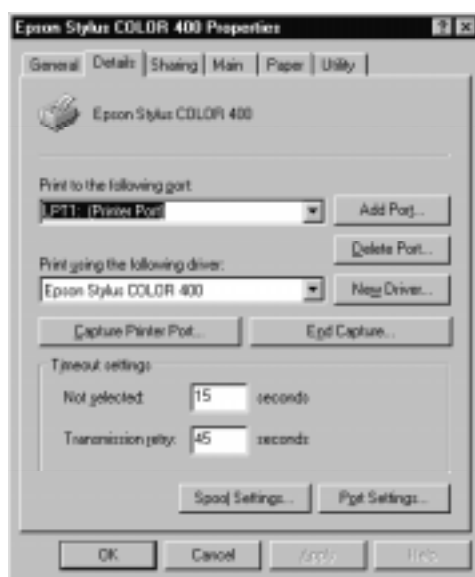 Epson Stylus COLOR 400 Properties
? X
General Details Sharing Main Paper Utility
Epson Stylus COLOR 400
Print to the following port:
LPT1: (Printer Port)
Add Port...
Delete Port...
Print using the following driver:
Epson Stylus COLOR 400
New Driver...
Capture Printer Port... End Capture...
Timeout settings
Not selected: 15 seconds
Transmission retry: 45 seconds
Spool Settings... Port Settings...
OK Cancel Apply Help